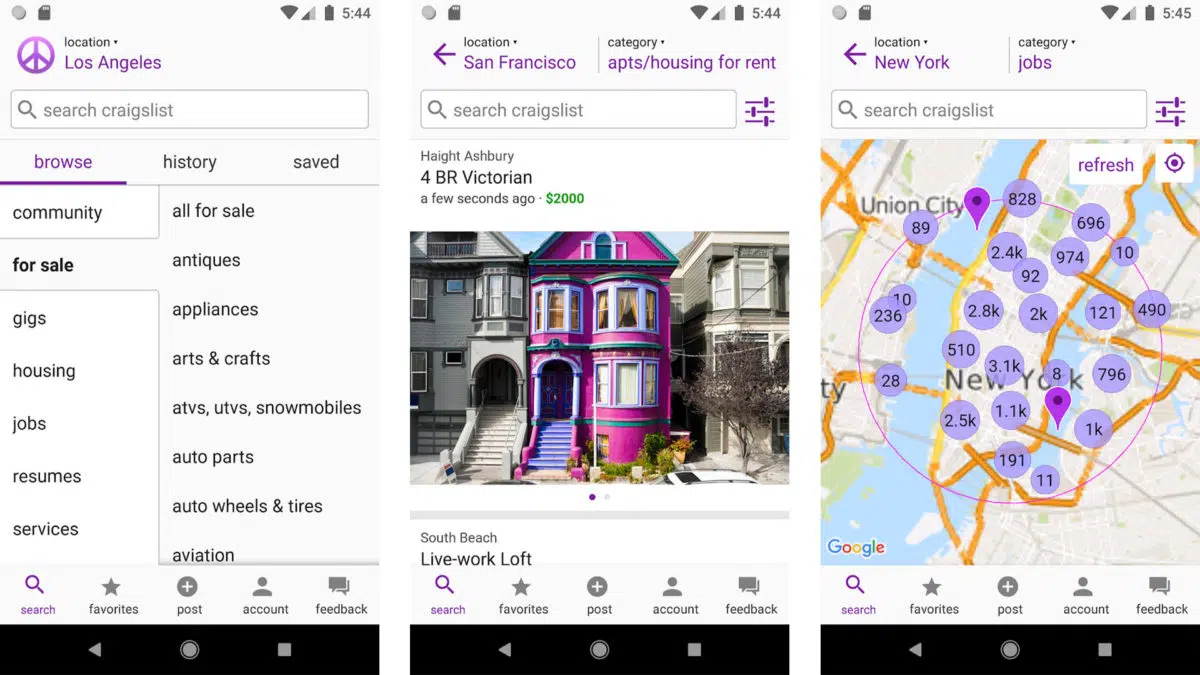 5:44
location ▾
Los Angeles
search craigslist
browse history saved
community
for sale
gigs
housing
jobs
resumes
services
all for sale
antiques
appliances
arts & crafts
atvs, utvs, snowmobiles
auto parts
auto wheels & tires
aviation
search favorites post account feedback
5:44
location ▾ category ▾
San Francisco apts/housing for rent
search craigslist
Haight Ashbury
4 BR Victorian
a few seconds ago · $2000
South Beach
Live-work Loft
search favorites post account feedback
5:45
location ▾ category ▾
New York jobs
search craigslist
refresh
Union City
828
89
696
2.4k
974
10
92
10
236
2.8k
2k
121
490
510
3.1k
8
796
28
New York
ty
2.5k
1.1k
1k
191
11
Google
search favorites post account feedback